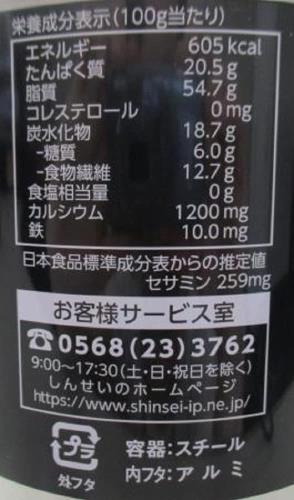 栄養成分表示(100g当たり)
エネルギー 605 kcal
たんぱく質 20.5 g
脂質 54.7 g
コレステロール 0 mg
炭水化物 18.7 g
-糖質 6.0 g
-食物繊維 12.7 g
食塩相当量 0 g
カルシウム 1200 mg
鉄 10.0 mg
日本食品標準成分表からの推定値
セサミン 259mg
お客様サービス室
☎0568(23)3762
9:00〜17:30(土・日・祝日を除く)
しんせいのホームページ
https://www.shinsei-ip.ne.jp/
プラ
外フタ
容器:スチール
内フタ:アルミ